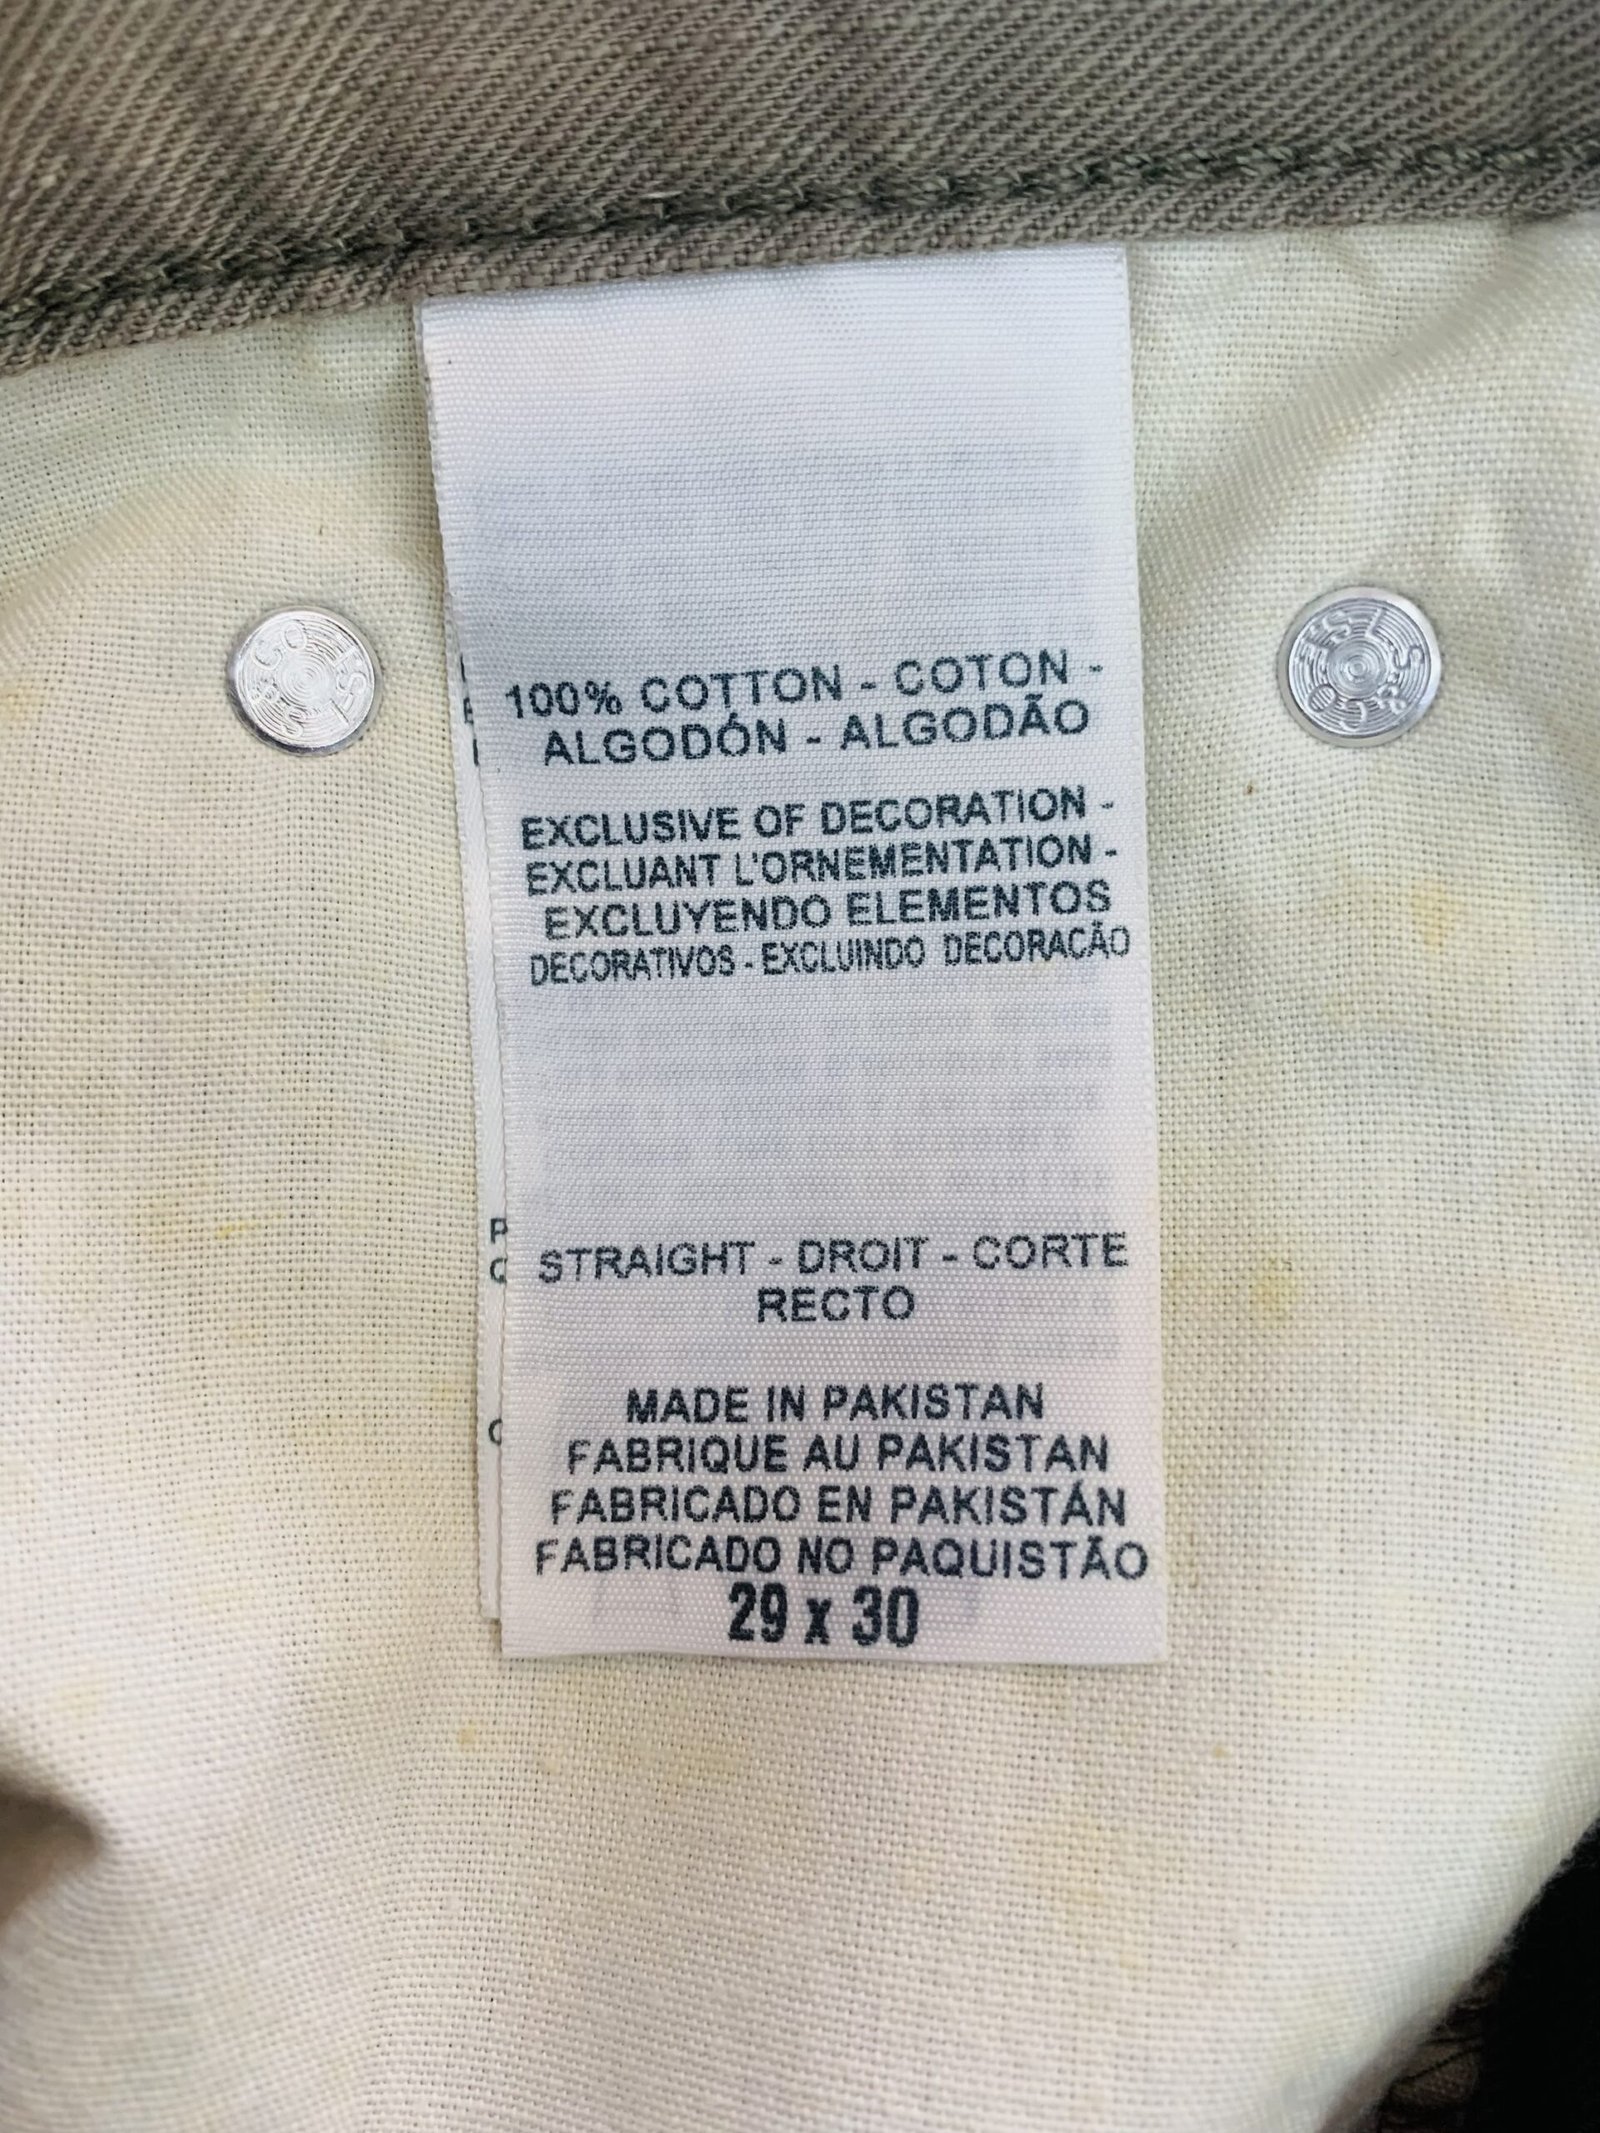 100% COTTON - COTON -
ALGODÓN - ALGODÃO
EXCLUSIVE OF DECORATION -
EXCLUANT L'ORNEMENTATION -
EXCLUYENDO ELEMENTOS
DECORATIVOS - EXCLUINDO DECORACÃO
STRAIGHT - DROIT - CORTE
RECTO
MADE IN PAKISTAN
FABRIQUE AU PAKISTAN
FABRICADO EN PAKISTÁN
FABRICADO NO PAQUISTÃO
29 x 30